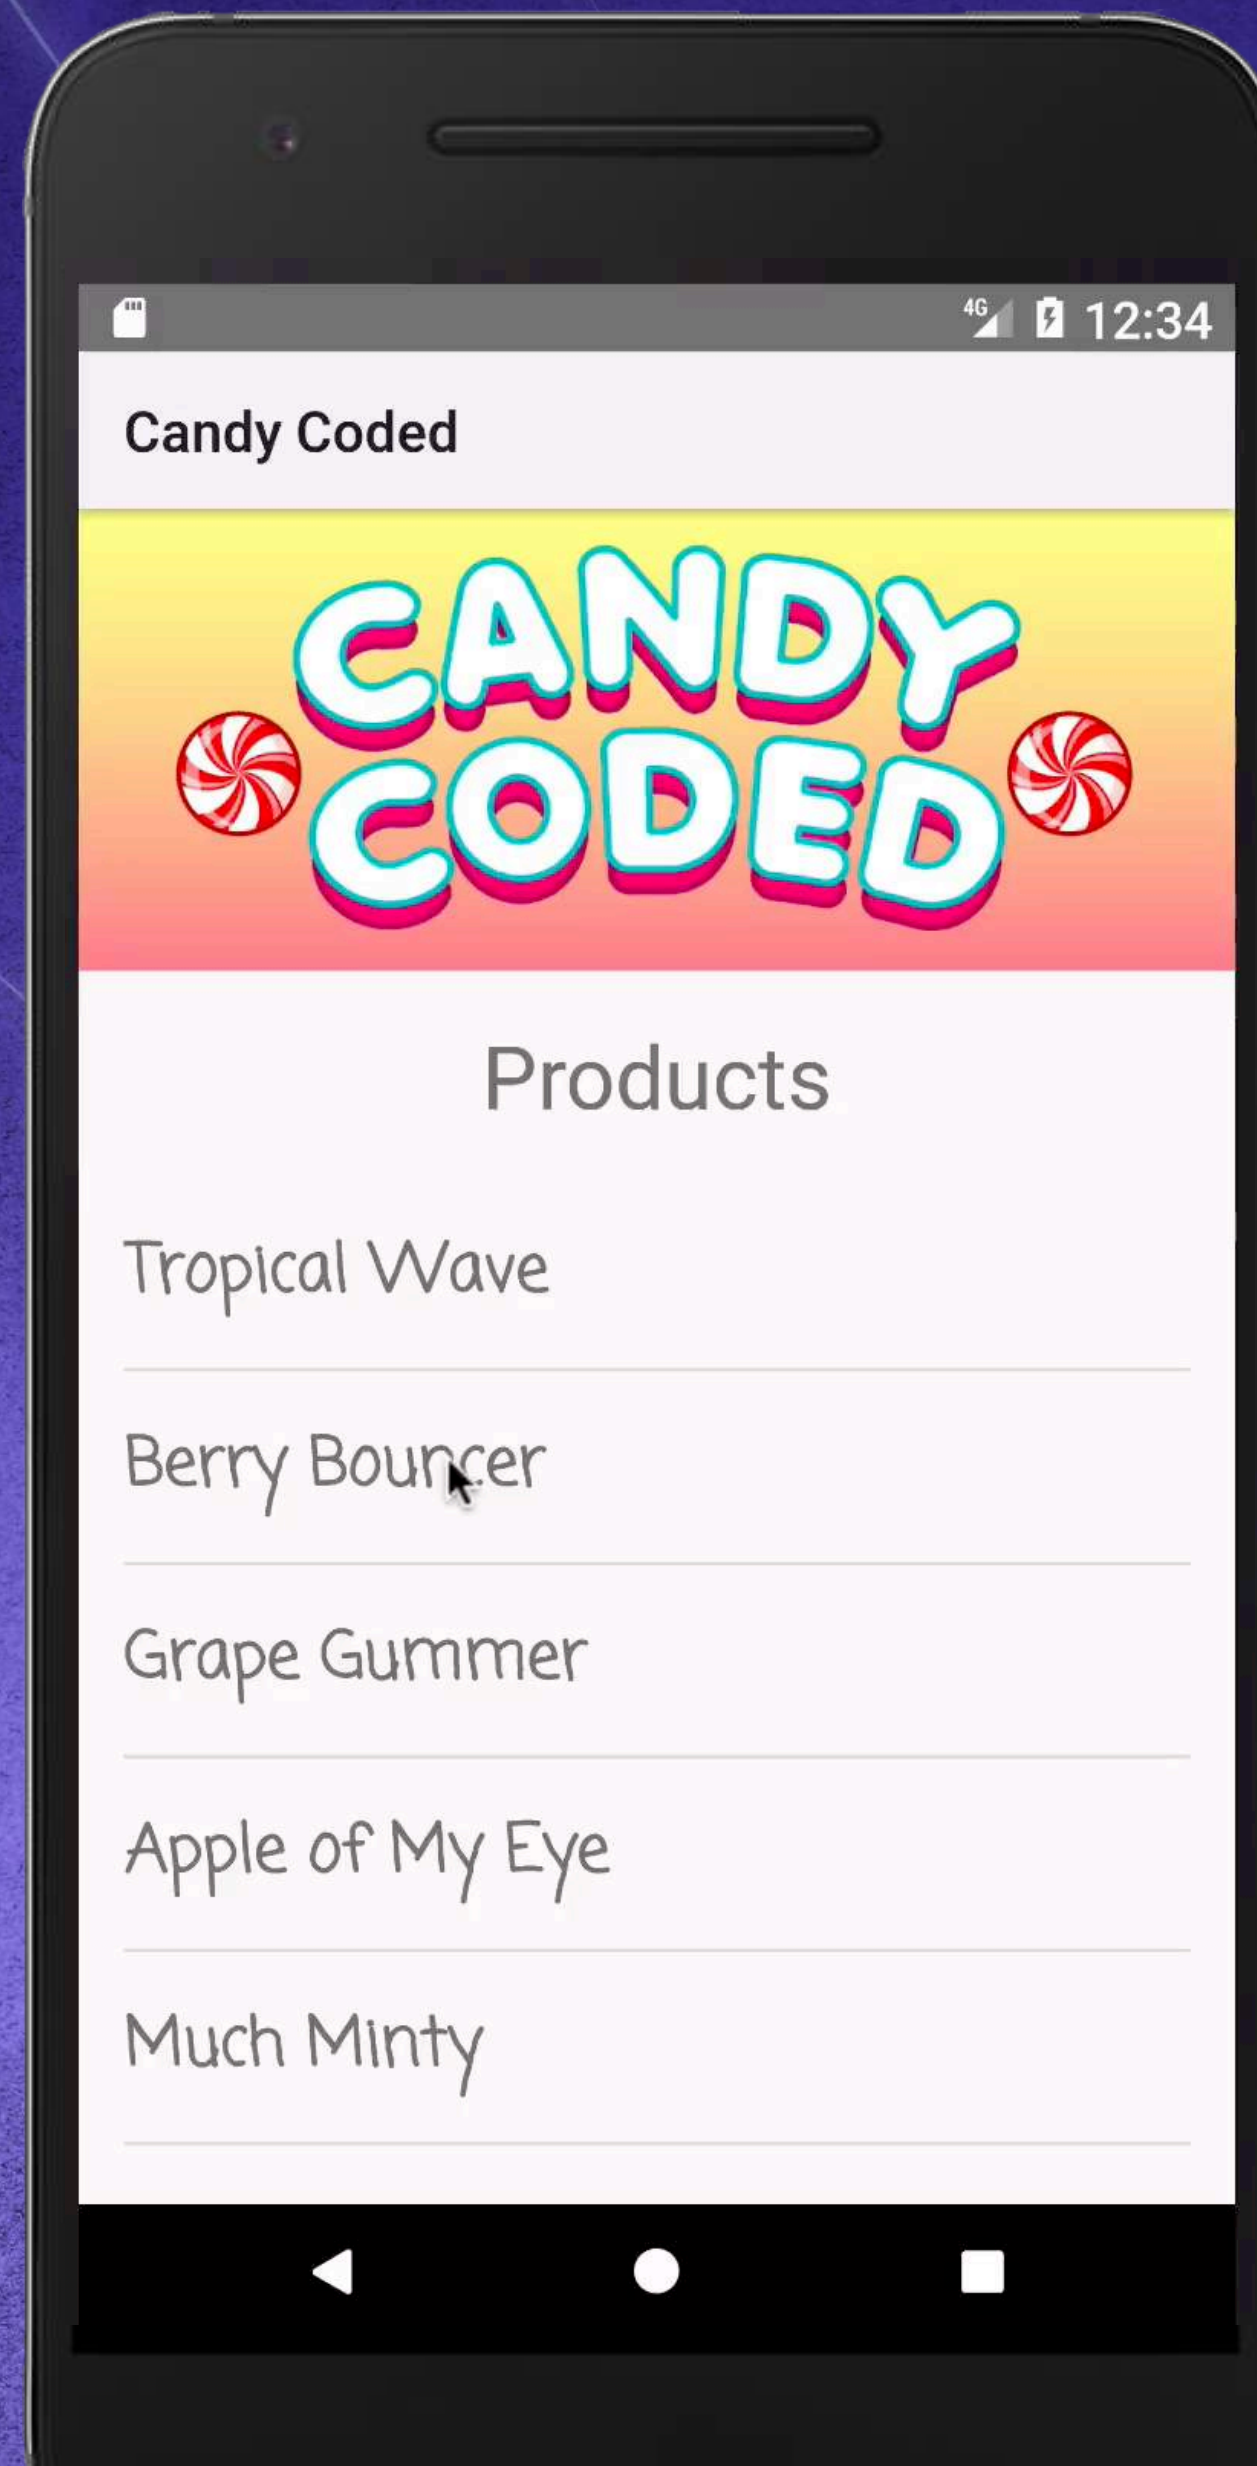 4G 12:34
Candy Coded
CANDY
CODED
Products
Tropical Wave
Berry Bouncer
Grape Gummer
Apple of My Eye
Much Minty